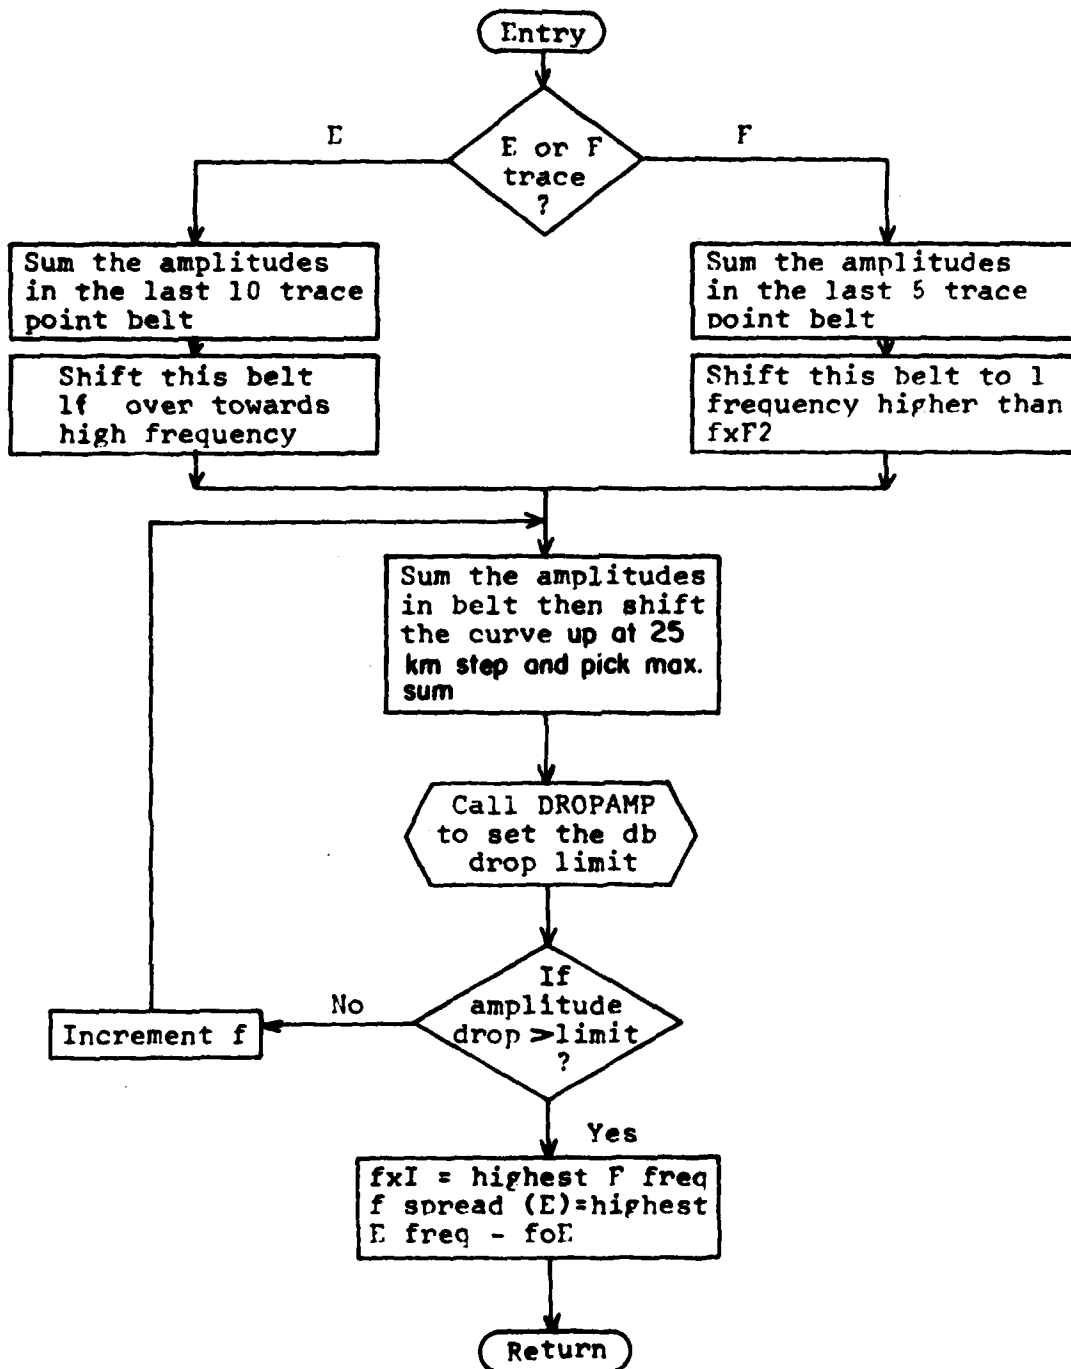 Entry
E or F
trace
?
E
F
Sum the amplitudes
in the last 10 trace
point belt
Sum the amplitudes
in the last 5 trace
point belt
Shift this belt
1f over towards
high frequency
Shift this belt to 1
frequency higher than
fxF2
Sum the amplitudes
in belt then shift
the curve up at 25
km step and pick max.
sum
Call DROPAMP
to set the db
drop limit
If
amplitude
drop >limit
?
No
Increment f
Yes
fxI = highest F freq
f spread (E)=highest
E freq - foE
Return